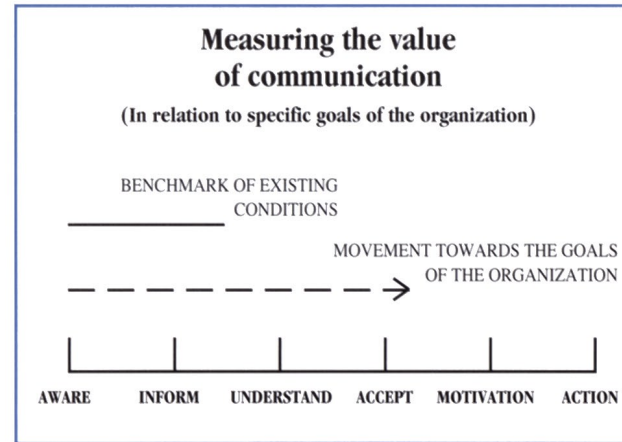 Measuring the value
of communication
(In relation to specific goals of the organization)
BENCHMARK OF EXISTING
CONDITIONS
MOVEMENT TOWARDS THE GOALS
OF THE ORGANIZATION
AWARE INFORM UNDERSTAND ACCEPT MOTIVATION ACTION